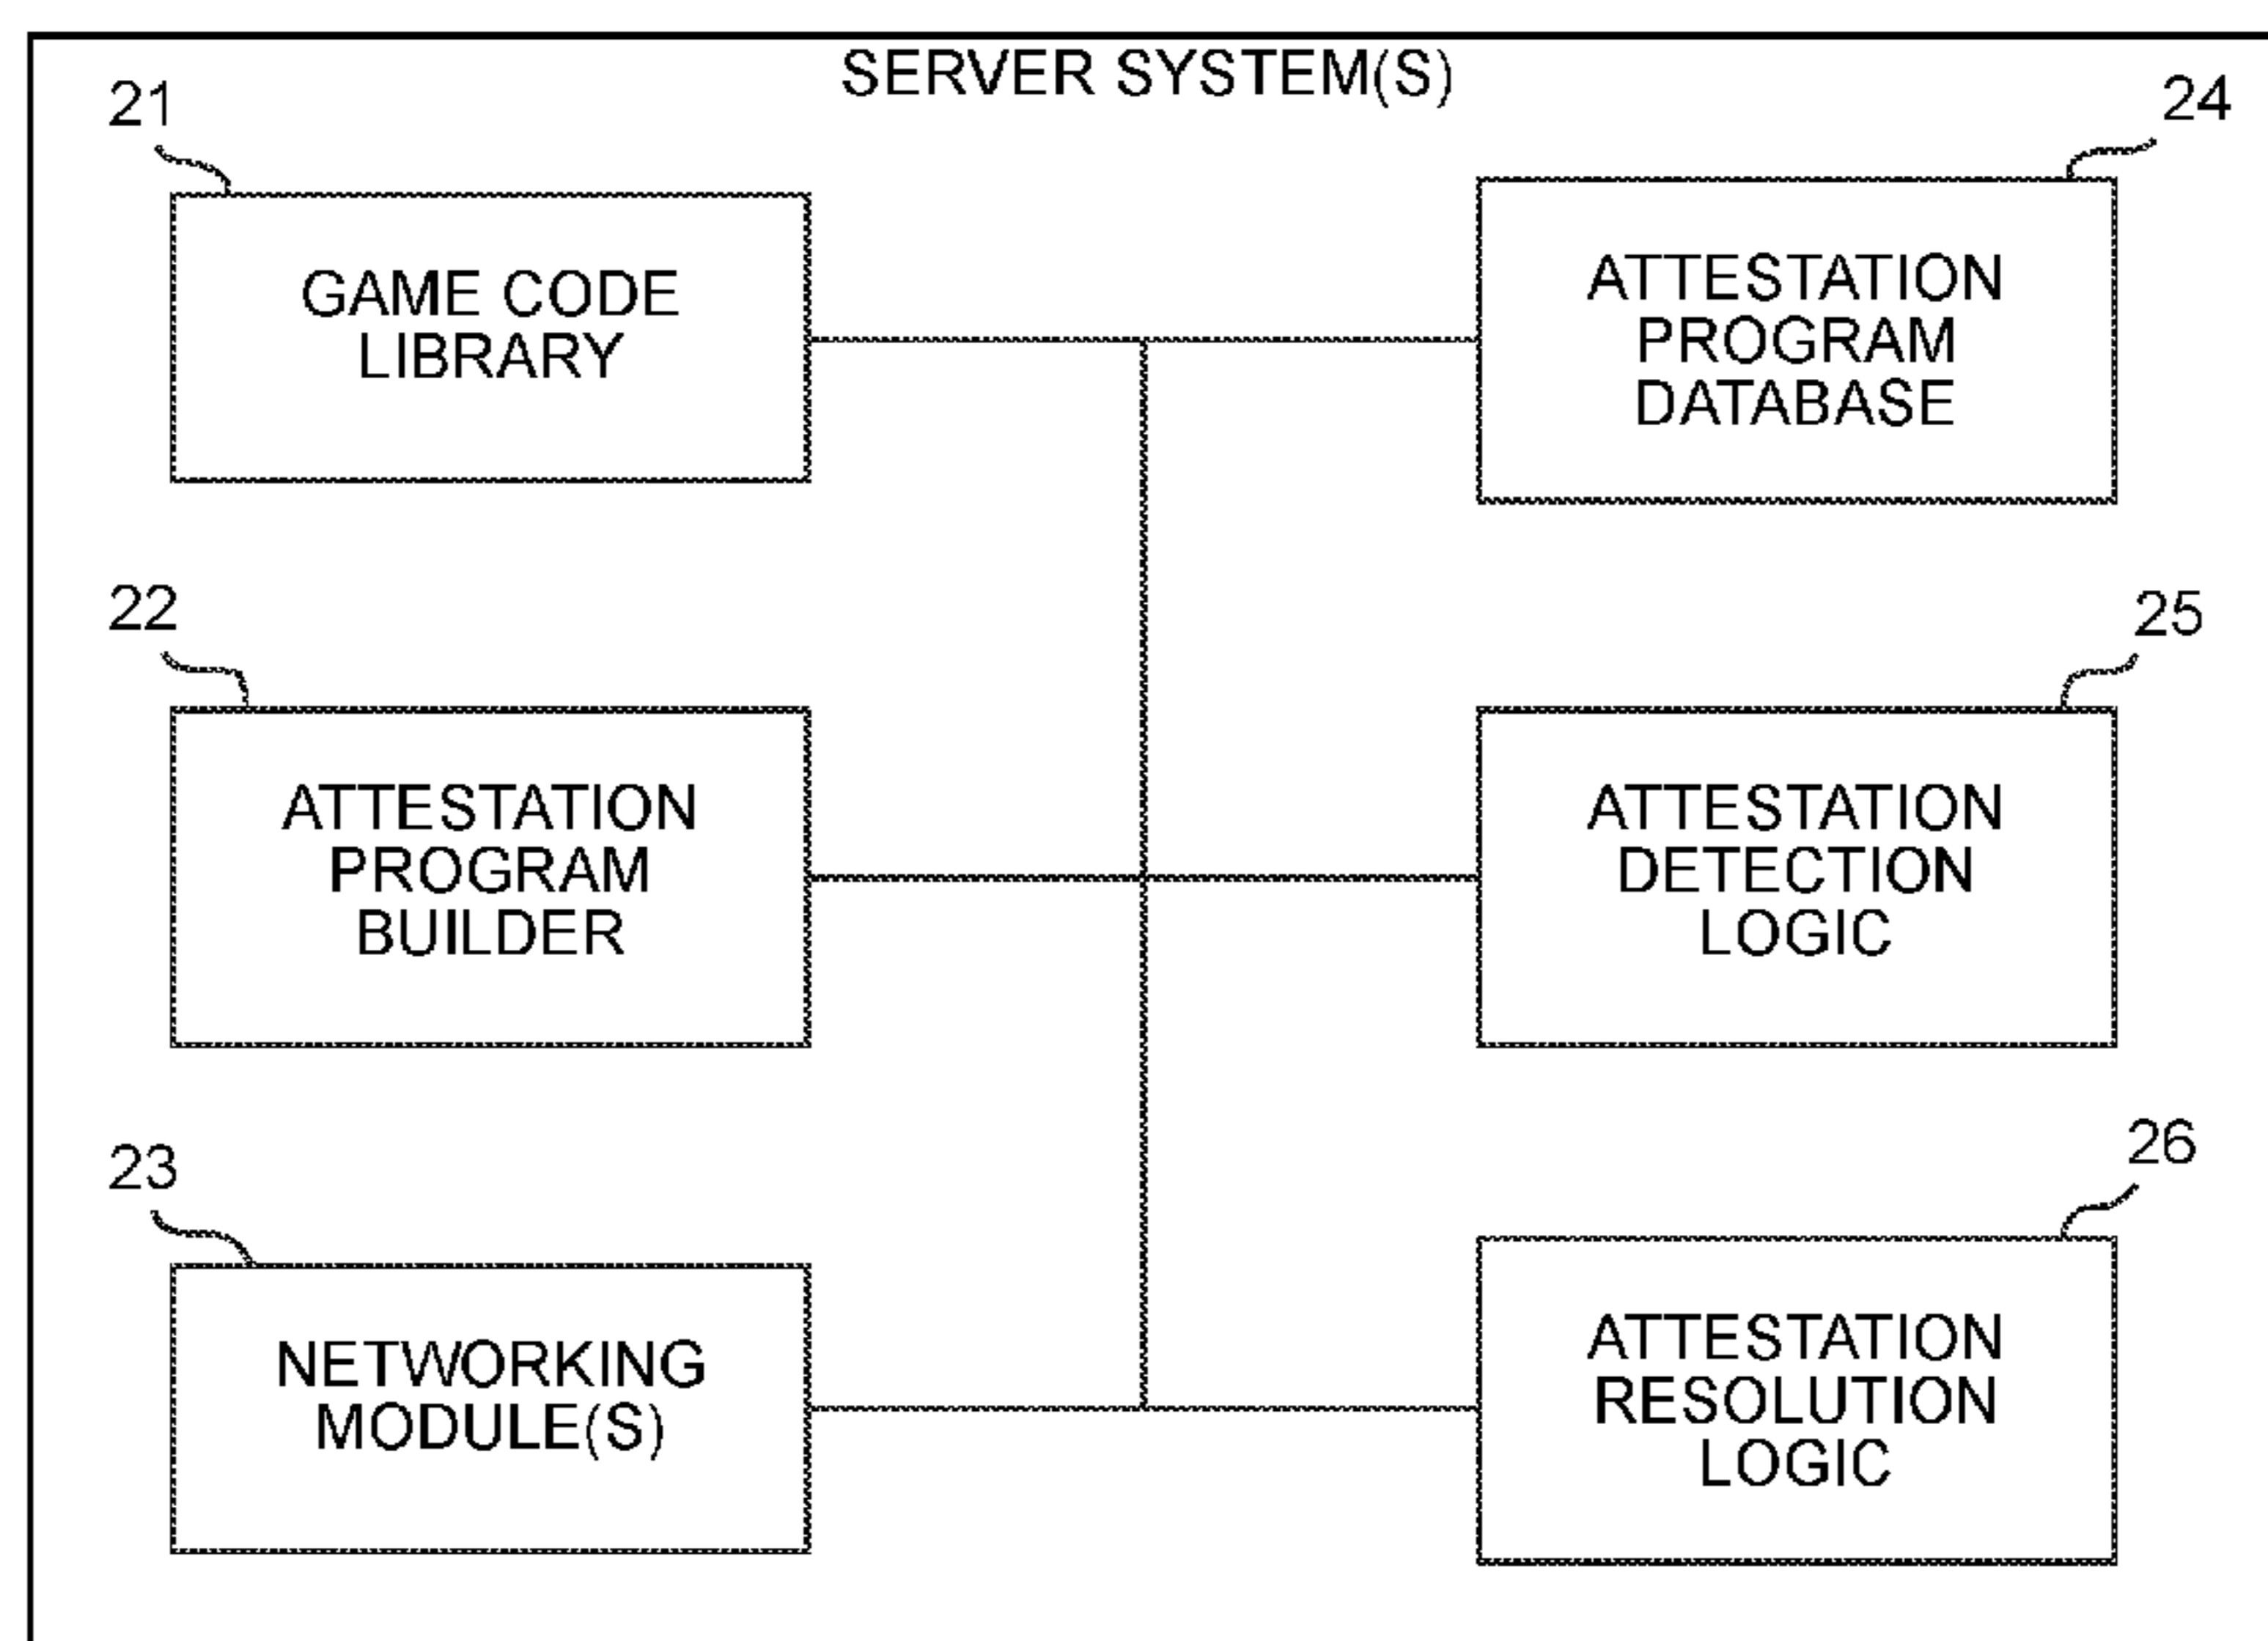 SERVER SYSTEM(S)
21
GAME CODE
LIBRARY
24
ATTESTATION
PROGRAM
DATABASE
22
ATTESTATION
PROGRAM
BUILDER
25
ATTESTATION
DETECTION
LOGIC
23
NETWORKING
MODULE(S)
26
ATTESTATION
RESOLUTION
LOGIC